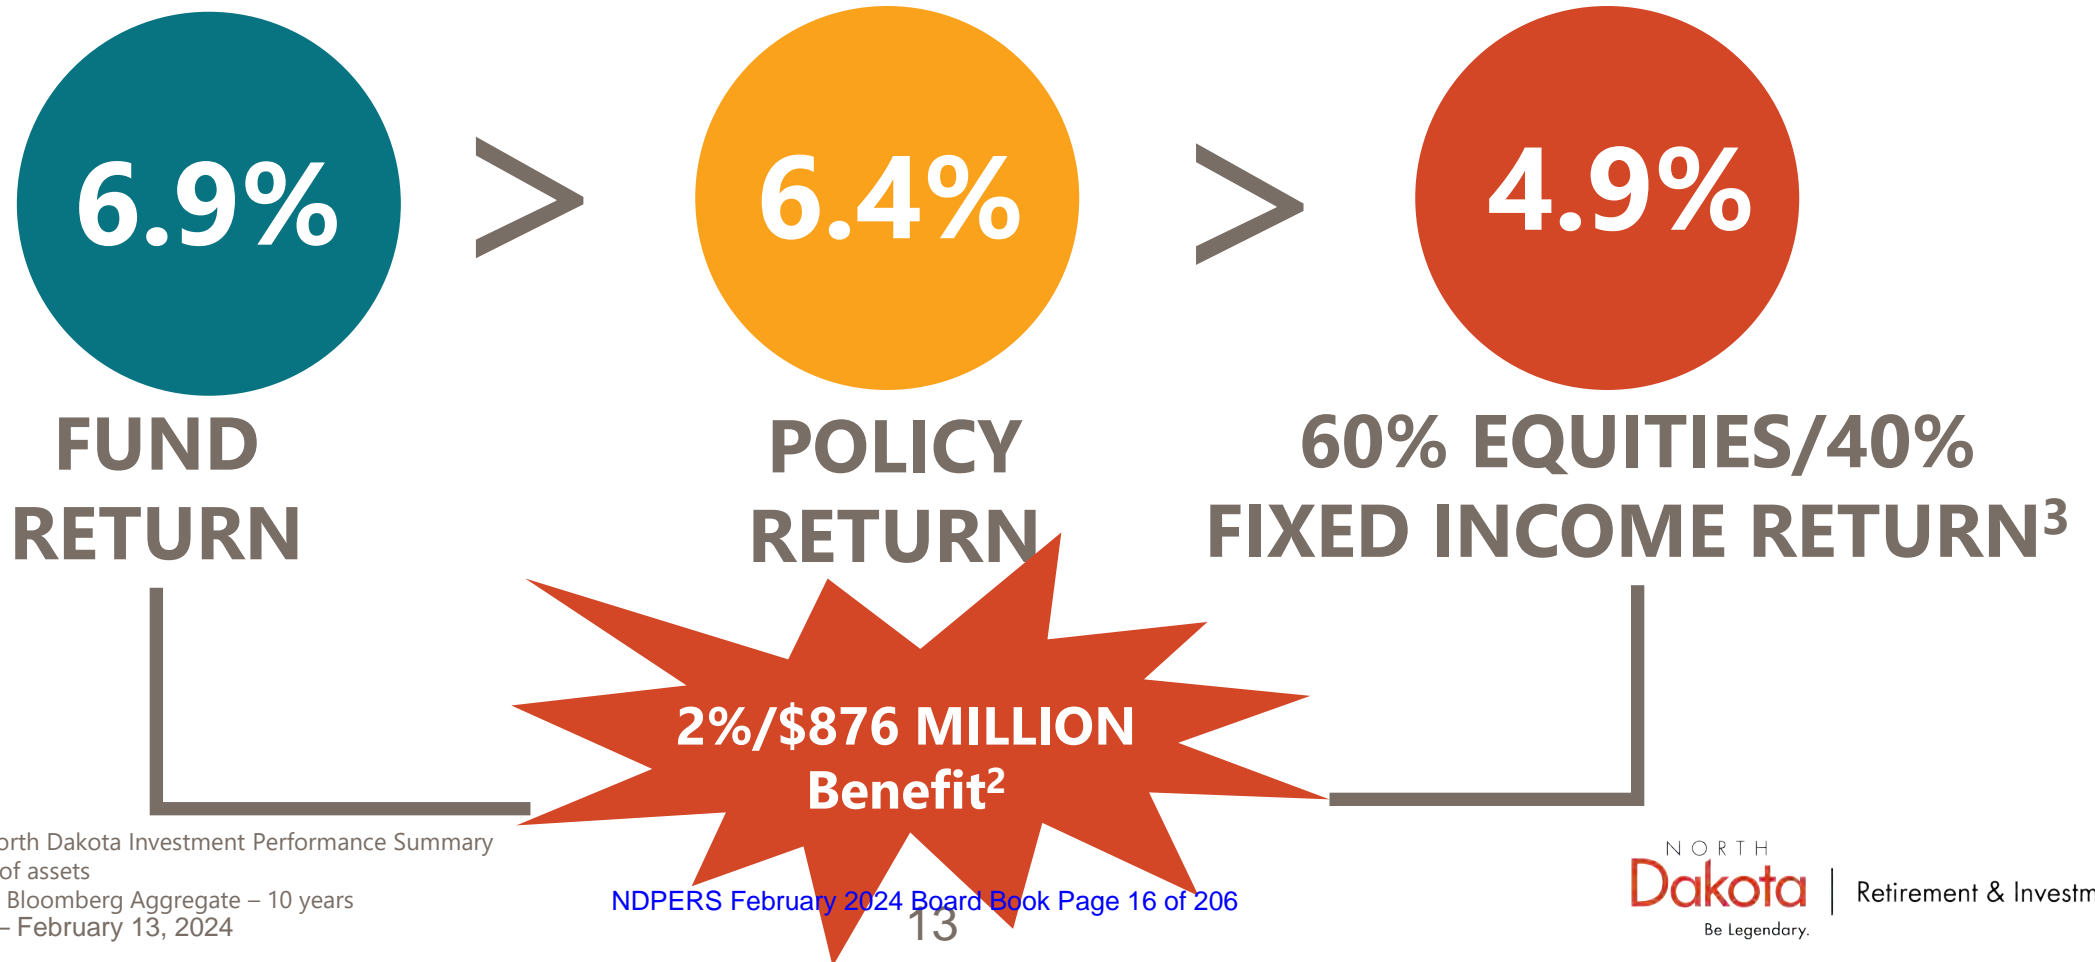 6.9%
>
6.4%
>
4.9%
FUND
RETURN
POLICY
RETURN
60% EQUITIES/40%
FIXED INCOME RETURN³
2%/$876 MILLION
Benefit²
North Dakota Investment Performance Summary
of assets
Bloomberg Aggregate – 10 years
– February 13, 2024
NDPERS February 2024 Board Book Page 16 of 206
13
NORTH
Dakota
Be Legendary.
Retirement &